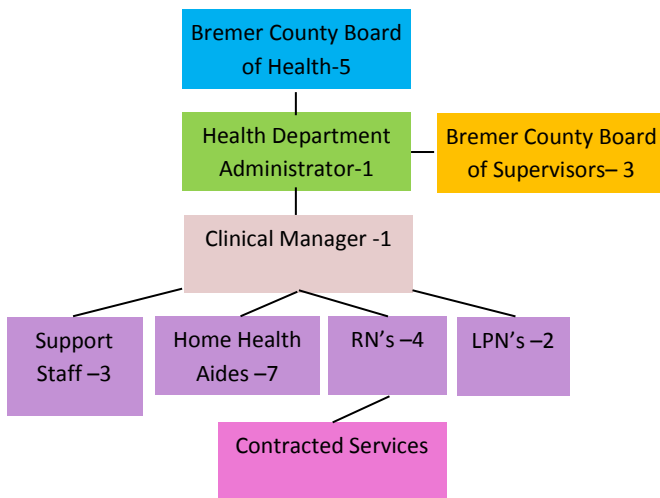 Bremer County Board
of Health-5
Health Department
Administrator-1
Bremer County Board
of Supervisors– 3
Clinical Manager -1
Support
Staff –3
Home Health
Aides –7
RN’s –4
LPN’s –2
Contracted Services